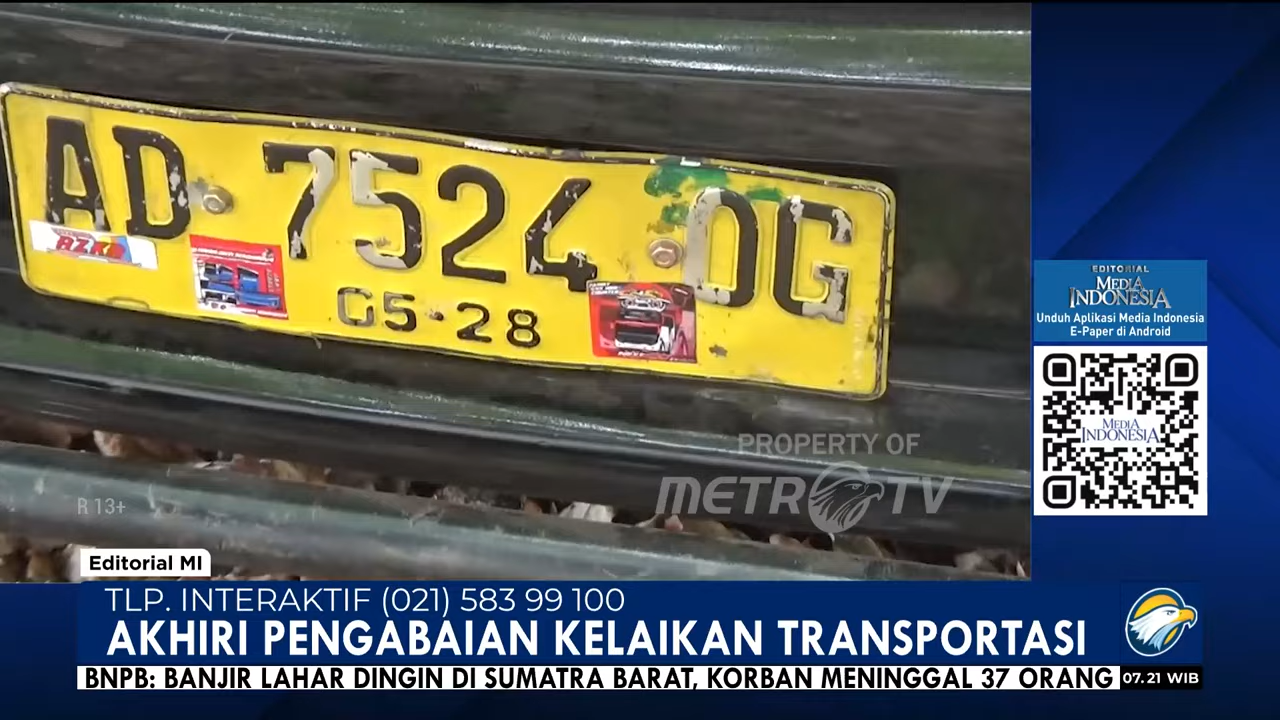 AD 7524 OG
05·28
AZKA
R 13+
PROPERTY OF
METRO TV
EDITORIAL
MEDIA
INDONESIA
Unduh Aplikasi Media Indonesia
E-Paper di Android
MEDIA
INDONESIA
Editorial MI
TLP. INTERAKTIF (021) 583 99 100
AKHIRI PENGABAIAN KELAIKAN TRANSPORTASI
BNPB: BANJIR LAHAR DINGIN DI SUMATRA BARAT, KORBAN MENINGGAL 37 ORANG
07.21 WIB